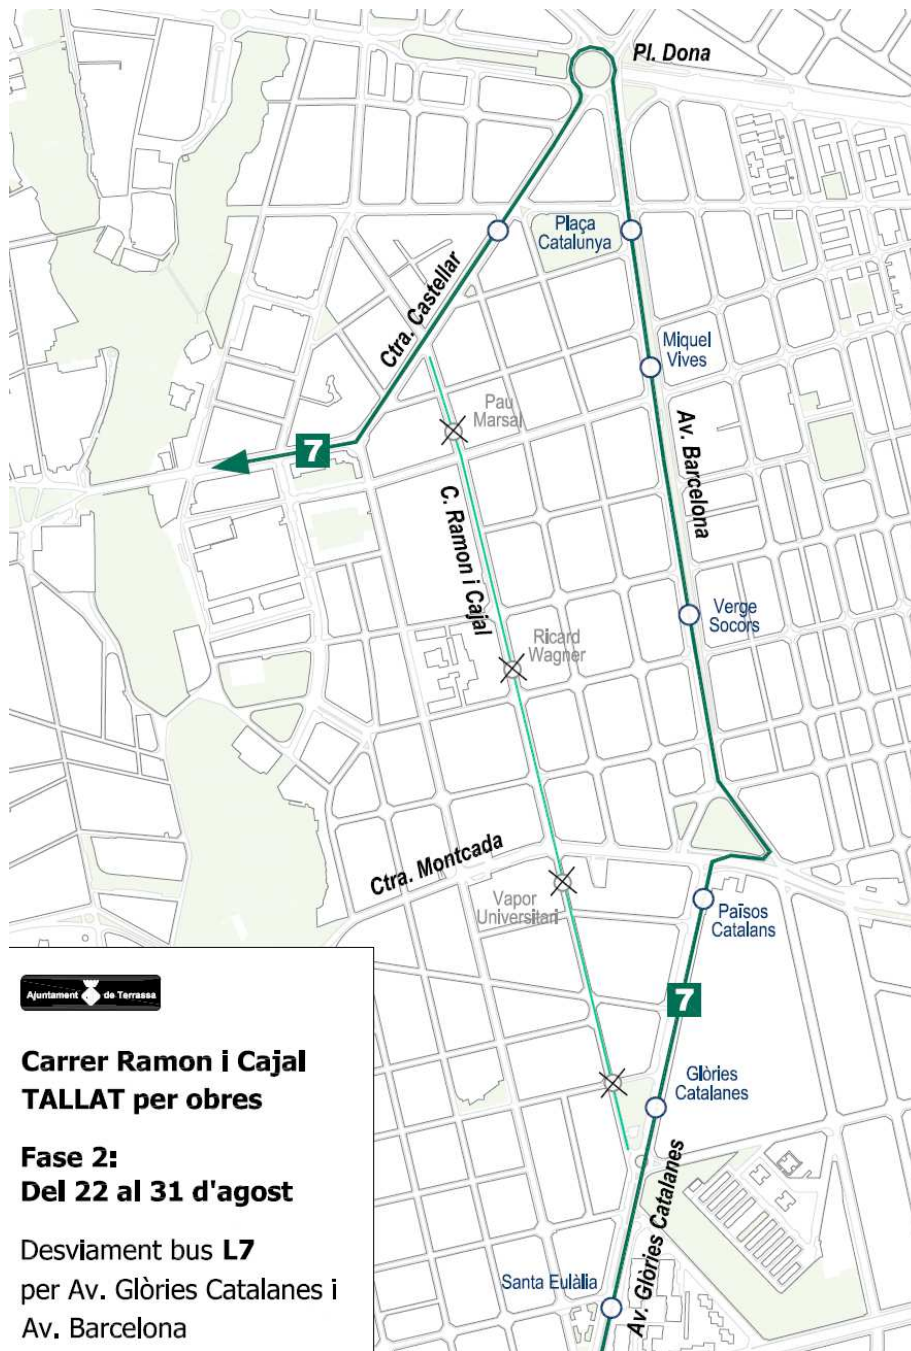 Pl. Dona
Plaça
Catalunya
Ctra. Castellar
Miquel
Vives
Pau
Marsal
7
Av. Barcelona
C. Ramon i Cajal
Verge
Socors
Ricard
Wagner
Ctra. Montcada
Vapor
Universitari
Països
Catalans
7
Glòries
Catalanes
Av. Glòries Catalanes
Santa Eulàlia
Ajuntament de Terrassa
Carrer Ramon i Cajal
TALLAT per obres
Fase 2:
Del 22 al 31 d'agost
Desviament bus L7
per Av. Glòries Catalanes i
Av. Barcelona